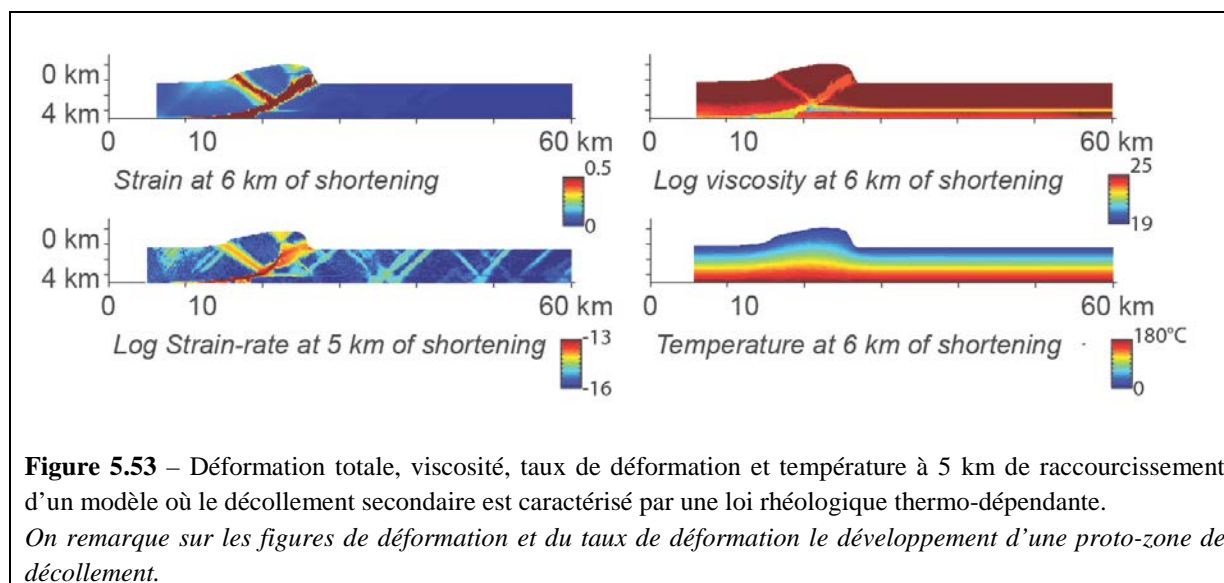 0 km
4 km
0 10 60 km
Strain at 6 km of shortening
0.5
0
0 10 60 km
Log viscosity at 6 km of shortening
25
19
0 km
4 km
0 10 60 km
Log Strain-rate at 5 km of shortening
-13
-16
0 10 60 km
Temperature at 6 km of shortening
180°C
0
Figure 5.53 – Déformation totale, viscosité, taux de déformation et température à 5 km de raccourcissement
d’un modèle où le décollement secondaire est caractérisé par une loi rhéologique thermo-dépendante.
On remarque sur les figures de déformation et du taux de déformation le développement d’une proto-zone de
décollement.